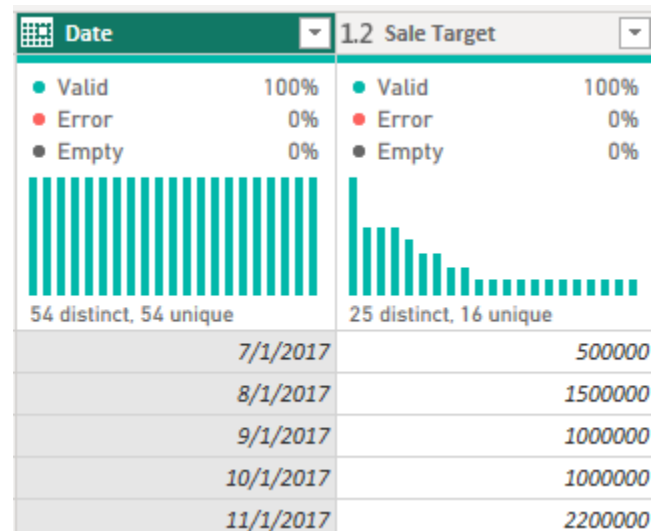 Date 1.2 Sale Target
Valid 100% Valid 100%
Error 0% Error 0%
Empty 0% Empty 0%
54 distinct, 54 unique 25 distinct, 16 unique
7/1/2017 500000
8/1/2017 1500000
9/1/2017 1000000
10/1/2017 1000000
11/1/2017 2200000